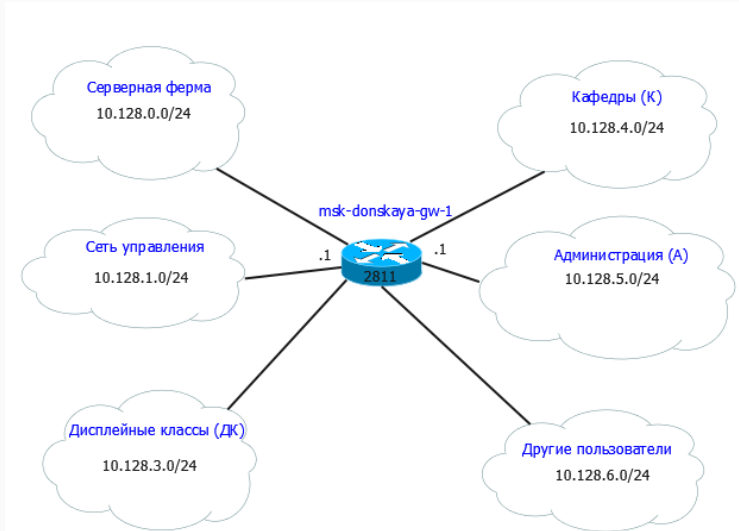 Серверная ферма
10.128.0.0/24
Кафедры (К)
10.128.4.0/24
msk-donskaya-gw-1
Сеть управления
10.128.1.0/24
.1
.1
2811
Администрация (А)
10.128.5.0/24
Дисплейные классы (ДК)
10.128.3.0/24
Другие пользователи
10.128.6.0/24